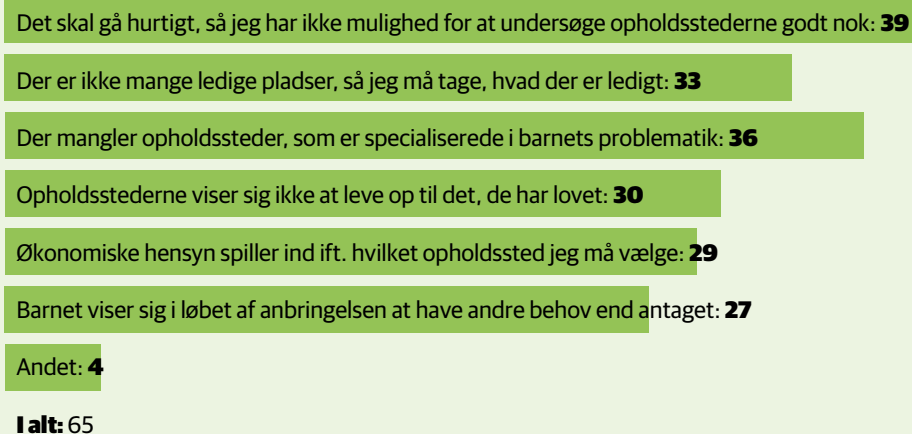 Det skal gå hurtigt, så jeg har ikke mulighed for at undersøge opholdsstederne godt nok: 39
Der er ikke mange ledige pladser, så jeg må tage, hvad der er ledigt: 33
Der mangler opholdssteder, som er specialiserede i barnets problematik: 36
Opholdsstederne viser sig ikke at leve op til det, de har lovet: 30
Økonomiske hensyn spiller ind ift. hvilket opholdssted jeg må vælge: 29
Barnet viser sig i løbet af anbringelsen at have andre behov end antaget: 27
Andet: 4
I alt: 65